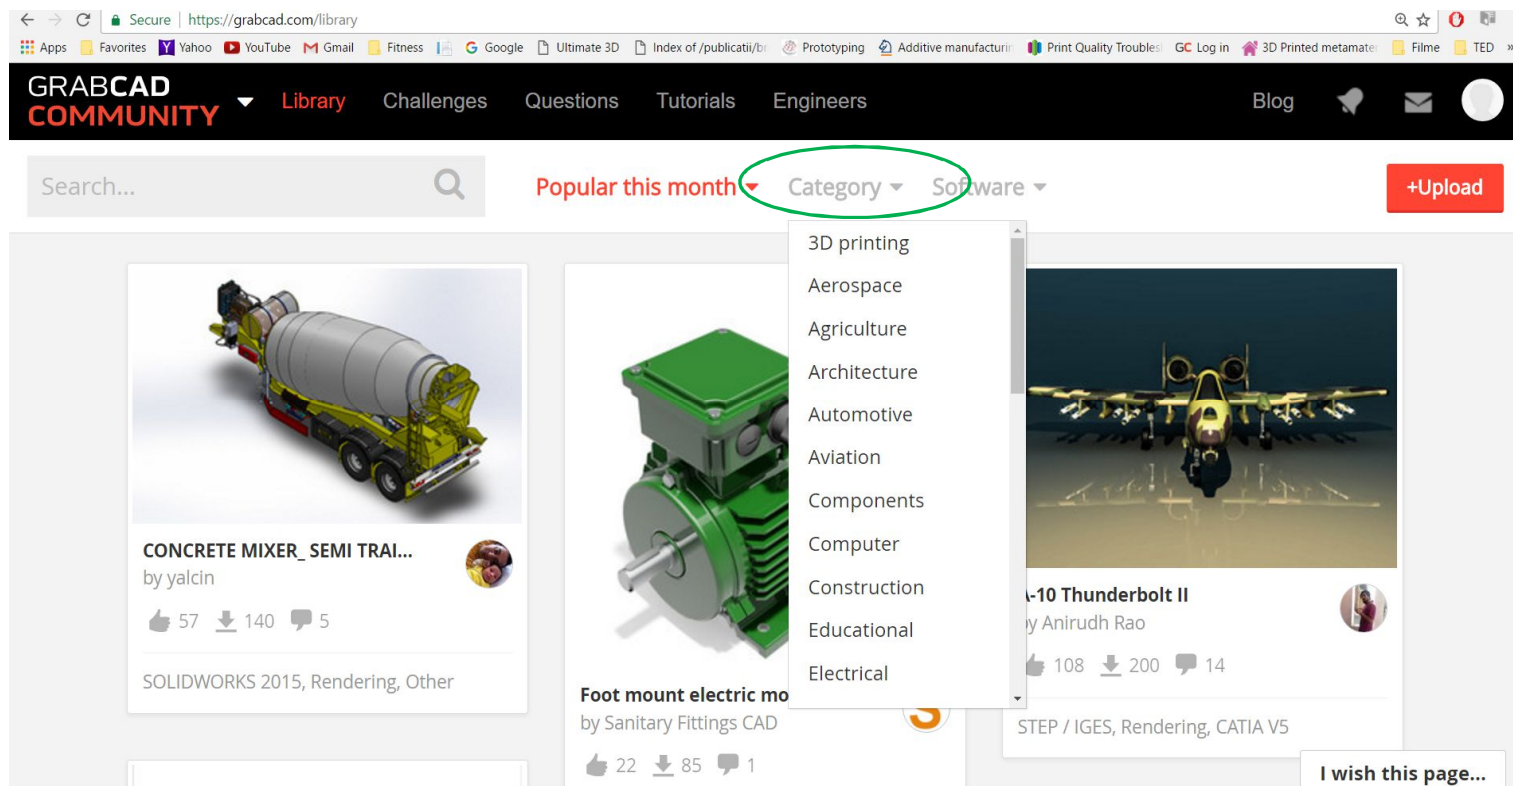 Secure | https://grabcad.com/library
Apps Favorites Yahoo YouTube Gmail Fitness Google Ultimate 3D Index of /publicatii/br Prototyping Additive manufacturin Print Quality Troubles GC Log in 3D Printed metamater Filme TED »
GRABCAD
COMMUNITY
Library Challenges Questions Tutorials Engineers Blog
Search... Popular this month Category Software +Upload
3D printing
Aerospace
Agriculture
Architecture
Automotive
Aviation
Components
Computer
Construction
Educational
Electrical
CONCRETE MIXER_ SEMI TRAI...
by yalcin
57 140 5
SOLIDWORKS 2015, Rendering, Other
Foot mount electric mo
by Sanitary Fittings CAD
S
22 85 1
A-10 Thunderbolt II
by Anirudh Rao
108 200 14
STEP / IGES, Rendering, CATIA V5
I wish this page...